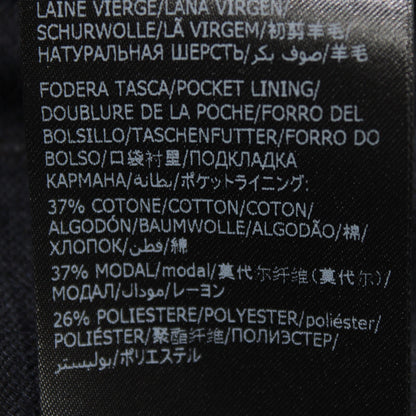 LAINE VIERGE/LANA VIRGEN/
SCHURWOLLE/LÃ VIRGEN/初剪羊毛/
НАТУРАЛЬНАЯ ШЕРСТЬ/صوف بكر/羊毛
FODERA TASCA/POCKET LINING/
DOUBLURE DE LA POCHE/FORRO DEL
BOLSILLO/TASCHENFUTTER/FORRO DO
BOLSO/口袋衬里/ПОДКЛАДКА
КАРМАНА/بطانة/ポケットライニング:
37% COTONE/COTTON/COTON/
ALGODÓN/BAUMWOLLE/ALGODÃO/棉/
ХЛОПОК/قطن/綿
37% MODAL/modal/莫代尔纤维(莫代尔)/
МОДАЛ/مودال/レーヨン
26% POLIESTERE/POLYESTER/poliéster/
POLIÉSTER/聚酯纤维/ПОЛИЭСТЕР/
بوليستر/ポリエステル